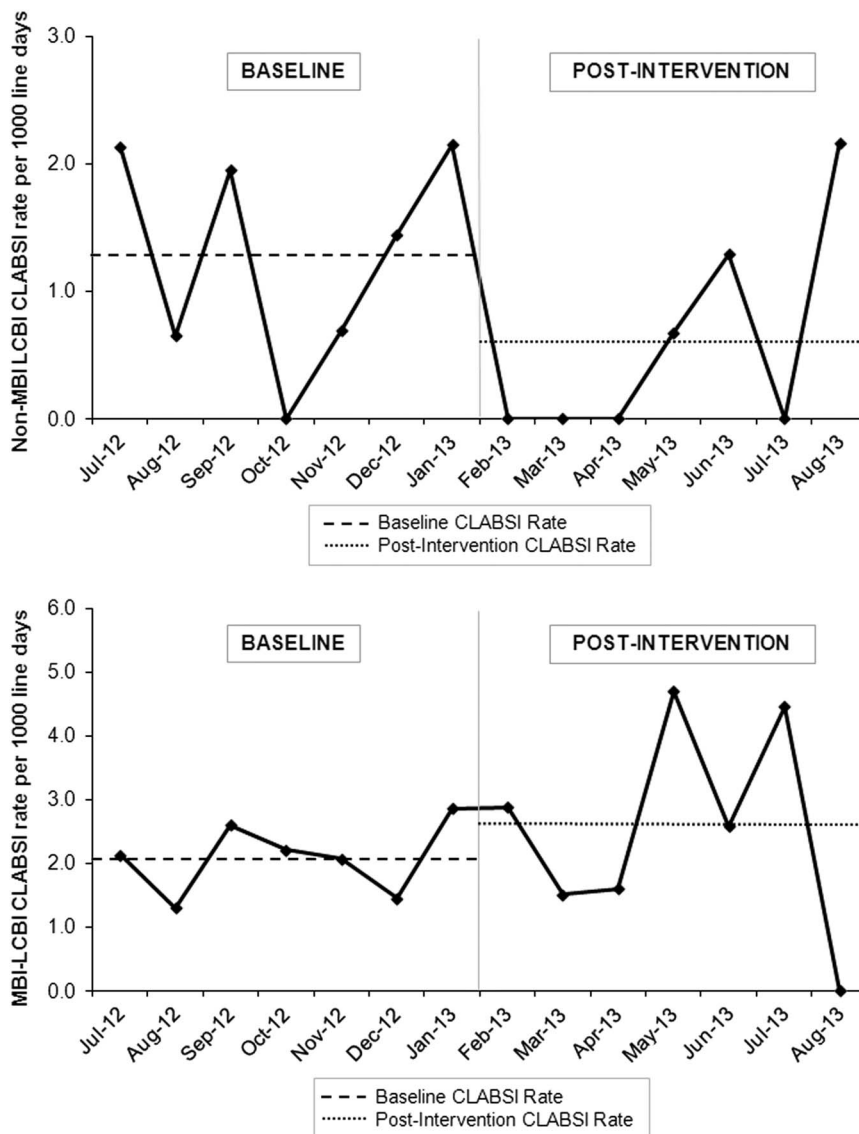 Non-MBI LCBI CLABSI rate per 1000 line days
3.0
2.0
1.0
0.0
BASELINE
POST-INTERVENTION
Jul-12
Aug-12
Sep-12
Oct-12
Nov-12
Dec-12
Jan-13
Feb-13
Mar-13
Apr-13
May-13
Jun-13
Jul-13
Aug-13
Baseline CLABSI Rate
Post-Intervention CLABSI Rate
MBI-LCBI CLABSI rate per 1000 line days
6.0
5.0
4.0
3.0
2.0
1.0
0.0
BASELINE
POST-INTERVENTION
Jul-12
Aug-12
Sep-12
Oct-12
Nov-12
Dec-12
Jan-13
Feb-13
Mar-13
Apr-13
May-13
Jun-13
Jul-13
Aug-13
Baseline CLABSI Rate
Post-Intervention CLABSI Rate